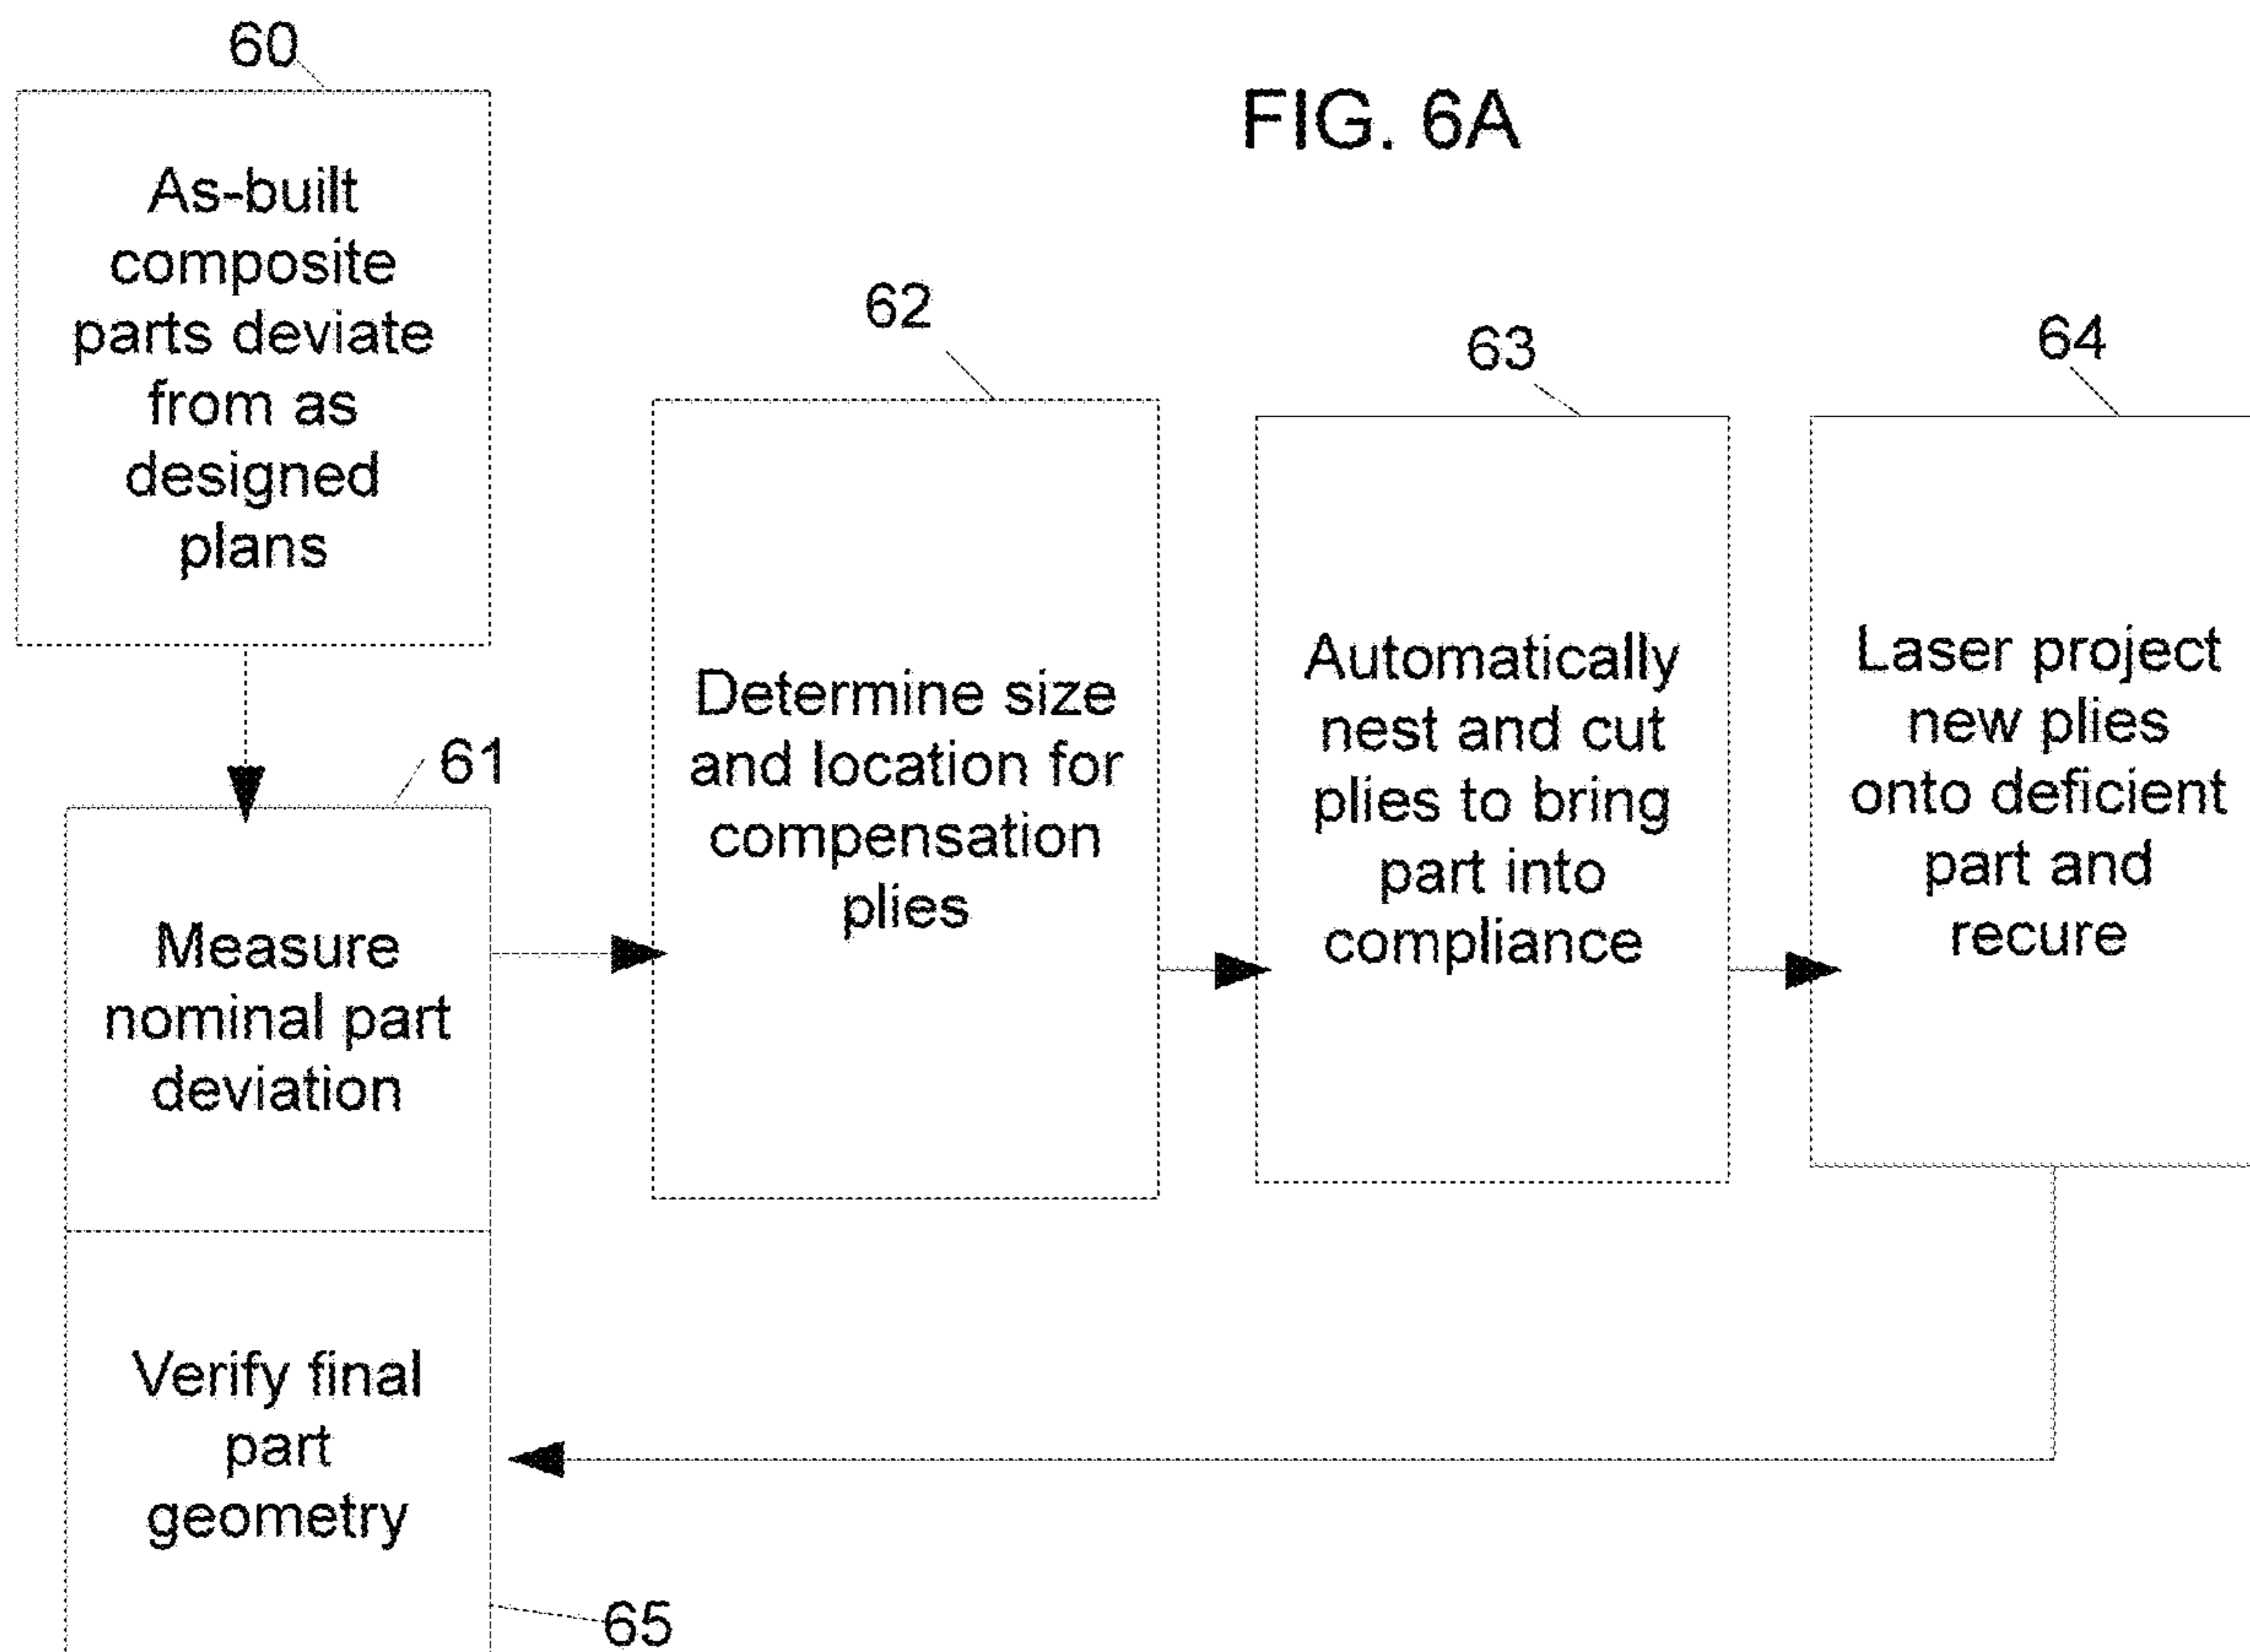 FIG. 6A
60
As-built
composite
parts deviate
from as
designed
plans
61
Measure
nominal part
deviation
62
Determine size
and location for
compensation
plies
63
Automatically
nest and cut
plies to bring
part into
compliance
64
Laser project
new plies
onto deficient
part and
recure
Verify final
part
geometry
65